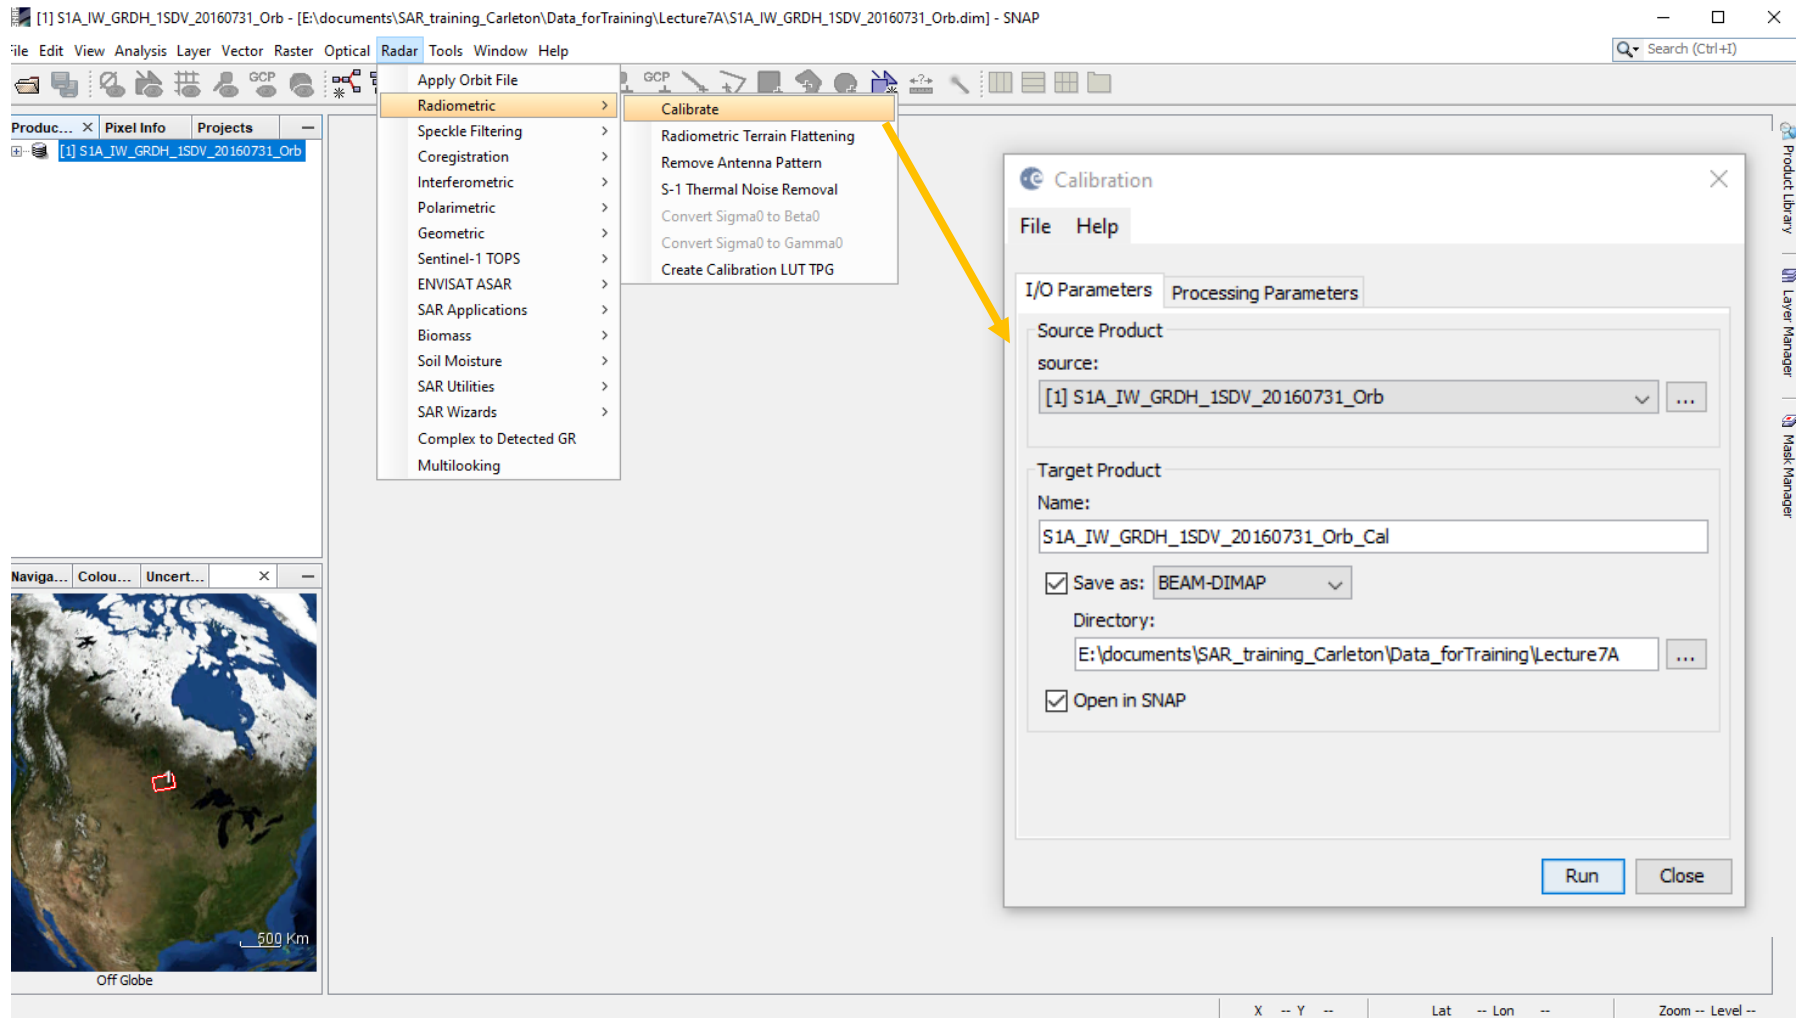 [1] S1A_IW_GRDH_1SDV_20160731_Orb - [E:\documents\SAR_training_Carleton\Data_forTraining\Lecture7A\S1A_IW_GRDH_1SDV_20160731_Orb.dim] - SNAP
File Edit View Analysis Layer Vector Raster Optical Radar Tools Window Help
Search (Ctrl+I)
GCP
GCP
Apply Orbit File
Radiometric
Speckle Filtering
Coregistration
Interferometric
Polarimetric
Geometric
Sentinel-1 TOPS
ENVISAT ASAR
SAR Applications
Biomass
Soil Moisture
SAR Utilities
SAR Wizards
Complex to Detected GR
Multilooking
Calibrate
Radiometric Terrain Flattening
Remove Antenna Pattern
S-1 Thermal Noise Removal
Convert Sigma0 to Beta0
Convert Sigma0 to Gamma0
Create Calibration LUT TPG
Produc... Pixel Info Projects
[1] S1A_IW_GRDH_1SDV_20160731_Orb
Calibration
File Help
I/O Parameters Processing Parameters
Source Product
source:
[1] S1A_IW_GRDH_1SDV_20160731_Orb
...
Target Product
Name:
S1A_IW_GRDH_1SDV_20160731_Orb_Cal
Save as: BEAM-DIMAP
Directory:
E:\documents\SAR_training_Carleton\Data_forTraining\Lecture7A
...
Open in SNAP
Run Close
Product Library
Layer Manager
Mask Manager
Naviga... Colou... Uncert...
1
500 Km
Off Globe
X -- Y -- Lat -- Lon -- Zoom -- Level --